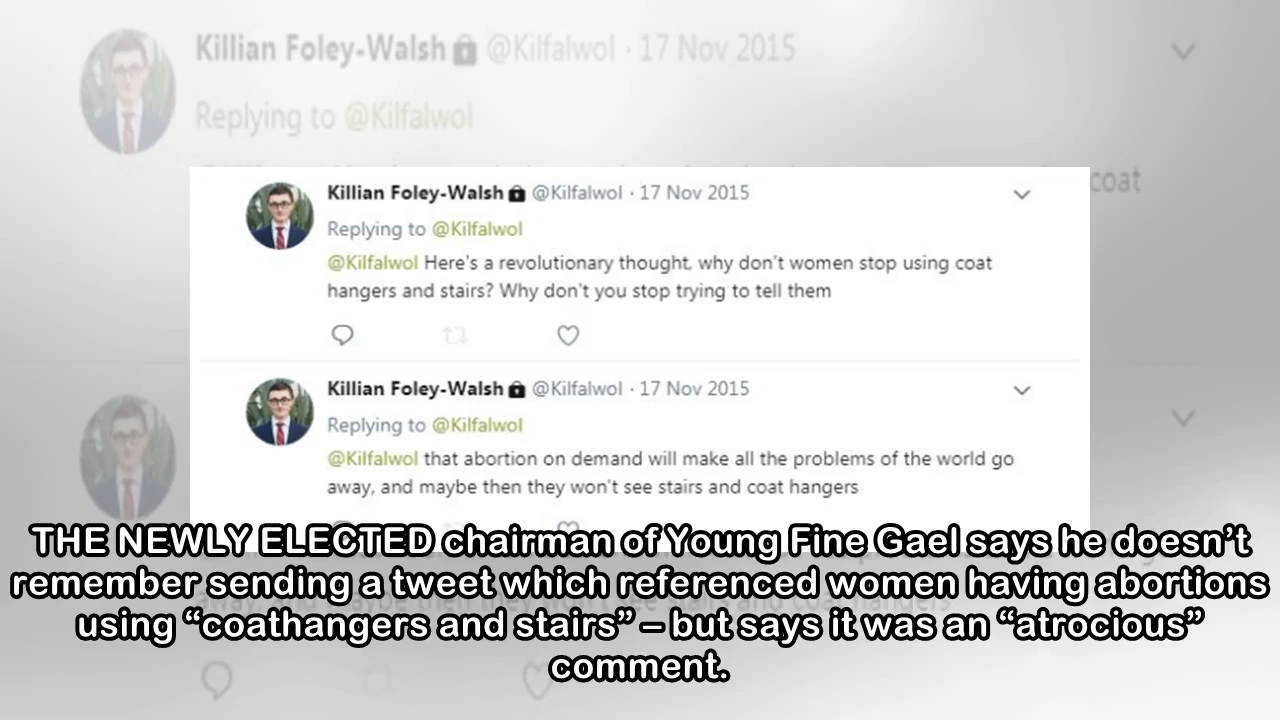 Killian Foley-Walsh @Kilfalwol · 17 Nov 2015
Replying to @Kilfalwol
coat
Killian Foley-Walsh @Kilfalwol · 17 Nov 2015
Replying to @Kilfalwol
@Kilfalwol Here's a revolutionary thought, why don't women stop using coat
hangers and stairs? Why don't you stop trying to tell them
Killian Foley-Walsh @Kilfalwol · 17 Nov 2015
Replying to @Kilfalwol
@Kilfalwol that abortion on demand will make all the problems of the world go
away, and maybe then they won't see stairs and coat hangers
THE NEWLY ELECTED chairman of Young Fine Gael says he doesn’t
remember sending a tweet which referenced women having abortions
using “coathangers and stairs” – but says it was an “atrocious”
comment.